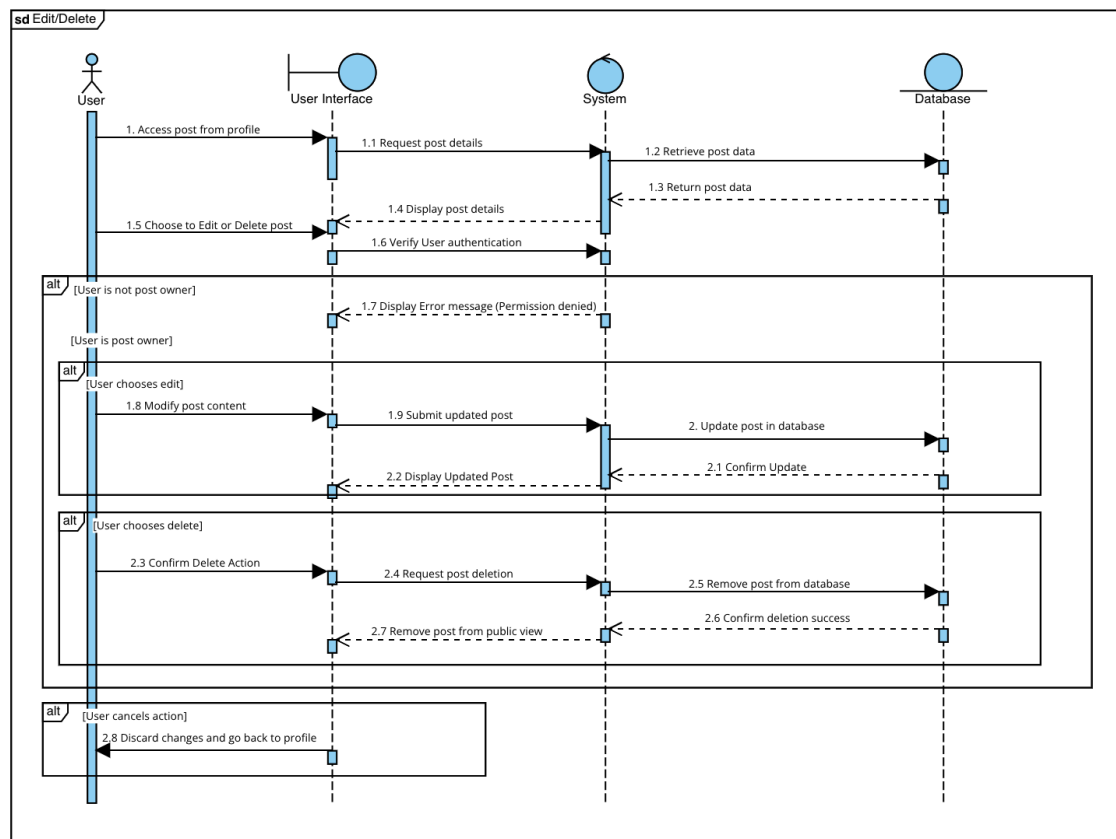 sd Edit/Delete
User
User Interface
System
Database
1. Access post from profile
1.1 Request post details
1.2 Retrieve post data
1.3 Return post data
1.4 Display post details
1.5 Choose to Edit or Delete post
1.6 Verify User authentication
alt
[User is not post owner]
1.7 Display Error message (Permission denied)
[User is post owner]
alt
[User chooses edit]
1.8 Modify post content
1.9 Submit updated post
2. Update post in database
2.1 Confirm Update
2.2 Display Updated Post
alt
[User chooses delete]
2.3 Confirm Delete Action
2.4 Request post deletion
2.5 Remove post from database
2.6 Confirm deletion success
2.7 Remove post from public view
alt
[User cancels action]
2.8 Discard changes and go back to profile